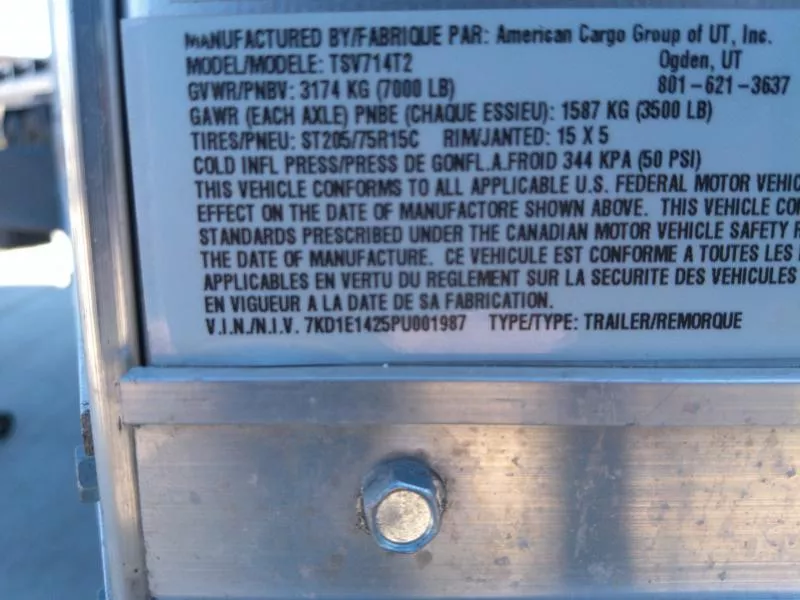 MANUFACTURED BY/FABRIQUE PAR: American Cargo Group of UT, Inc.
MODEL/MODELE: TSV714T2 Ogden, UT
GVWR/PNBV: 3174 KG (7000 LB) 801-621-3637
GAWR (EACH AXLE) PNBE (CHAQUE ESSIEU): 1587 KG (3500 LB)
TIRES/PNEU: ST205/75R15C RIM/JANTED: 15 X 5
COLD INFL PRESS/PRESS DE GONFL.A.FROID 344 KPA (50 PSI)
THIS VEHICLE CONFORMS TO ALL APPLICABLE U.S. FEDERAL MOTOR VEHIC
EFFECT ON THE DATE OF MANUFACTORE SHOWN ABOVE. THIS VEHICLE CO
STANDARDS PRESCRIBED UNDER THE CANADIAN MOTOR VEHICLE SAFETY
THE DATE OF MANUFACTURE. CE VEHICULE EST CONFORME A TOUTES LES
APPLICABLES EN VERTU DU REGLEMENT SUR LA SECURITE DES VEHICULES
EN VIGUEUR A LA DATE DE SA FABRICATION.
V.I.N./N.I.V. 7KD1E1425PU001987 TYPE/TYPE: TRAILER/REMORQUE